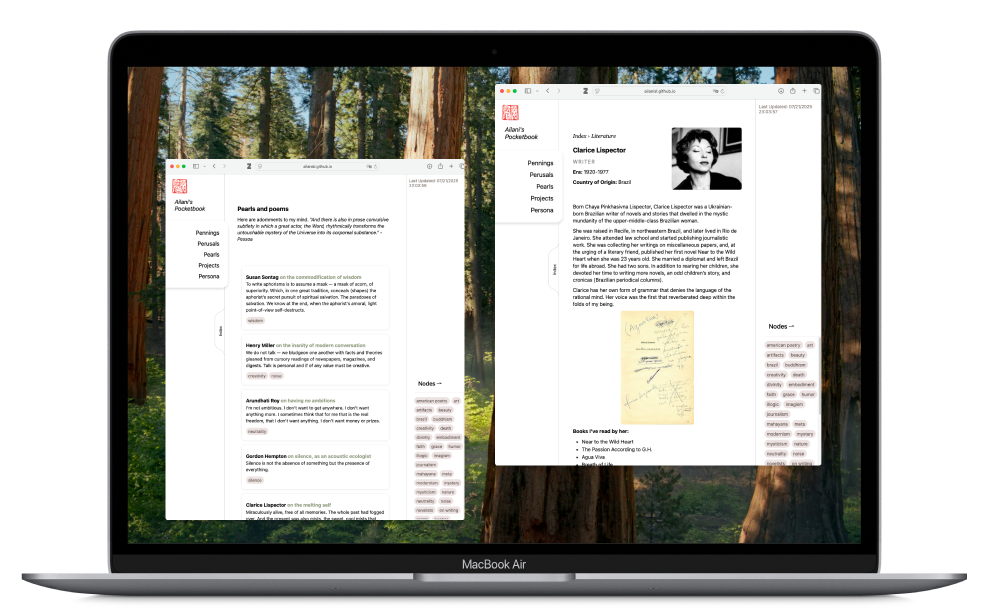 ailanist.github.io
Last Updated: 07/21/2025
23:03:58
Ailani's
Pocketbook
Pennings
Perusals
Pearls
Projects
Persona
Index
Pearls and poems
Here are adornments to my mind. "And there is also in prose convulsive
subtlety in which a great actor, the Word, rhythmically transforms the
untouchable mystery of the Universe into its corporeal substance." -
Pessoa
Susan Sontag on the commodification of wisdom
To write aphorisms is to assume a mask — a mask of scorn, of
superiority. Which, in one great tradition, conceals (shapes) the
aphorist's secret pursuit of spiritual salvation. The paradoxes of
salvation. We know at the end, when the aphorist's amoral, light
point-of-view self-destructs.
wisdom
Henry Miller on the inanity of modern conversation
We do not talk — we bludgeon one another with facts and theories
gleaned from cursory readings of newspapers, magazines, and
digests. Talk is personal and if of any value must be creative.
creativity noise
Arundhati Roy on having no ambitions
I'm not ambitious. I don't want to get anywhere. I don't want
anything more. I sometimes think that for me that is the real
freedom, that I don't want anything. I don't want money or prizes.
neutrality
Gordon Hempton on silence, as an acoustic ecologist
Silence is not the absence of something but the presence of
everything.
silence
Clarice Lispector on the melting self
Miraculously alive, free of all memories. The whole past had fogged
over. And the present was also mists, the sweet, pool mists that
Nodes
american poetry art
artifacts beauty
brazil buddhism
creativity death
divinity embodiment
faith grace humor
illogic imagism
journalism
mahayana meta
modernism mystery
mysticism nature
neutrality noise
novelists on writing
ailanist.github.io
Last Updated: 07/21/2025
23:03:57
Ailani's
Pocketbook
Pennings
Perusals
Pearls
Projects
Persona
Index
Index › Literature
Clarice Lispector
WRITER
Era: 1920-1977
Country of Origin: Brazil
Born Chaya Pinkhasivna Lispector, Clarice Lispector was a Ukrainian-
born Brazilian writer of novels and stories that dwelled in the mystic
mundanity of the upper-middle-class Brazilian woman.
She was raised in Recife, in northeastern Brazil, and later lived in Rio de
Janeiro. She attended law school and started publishing journalistic
work. She was collecting her writings on miscellaneous papers, and, at
the urging of a literary friend, published her first novel Near to the Wild
Heart when she was 23 years old. She married a diplomat and left Brazil
for life abroad. She had two sons. In addition to rearing her children, she
devoted her time to writing more novels, an odd children's story, and
cronicas (Brazilian periodical columns).
Clarice has her own form of grammar that denies the language of the
rational mind. Her voice was the first that reverberated deep within the
folds of my being.
Books I've read by her:
Near to the Wild Heart
The Passion According to G.H.
Agua Viva
Breath of Life
Nodes
american poetry art
artifacts beauty
brazil buddhism
creativity death
divinity embodiment
faith grace humor
illogic imagism
journalism
mahayana meta
modernism mystery
mysticism nature
neutrality noise
novelists on writing
MacBook Air